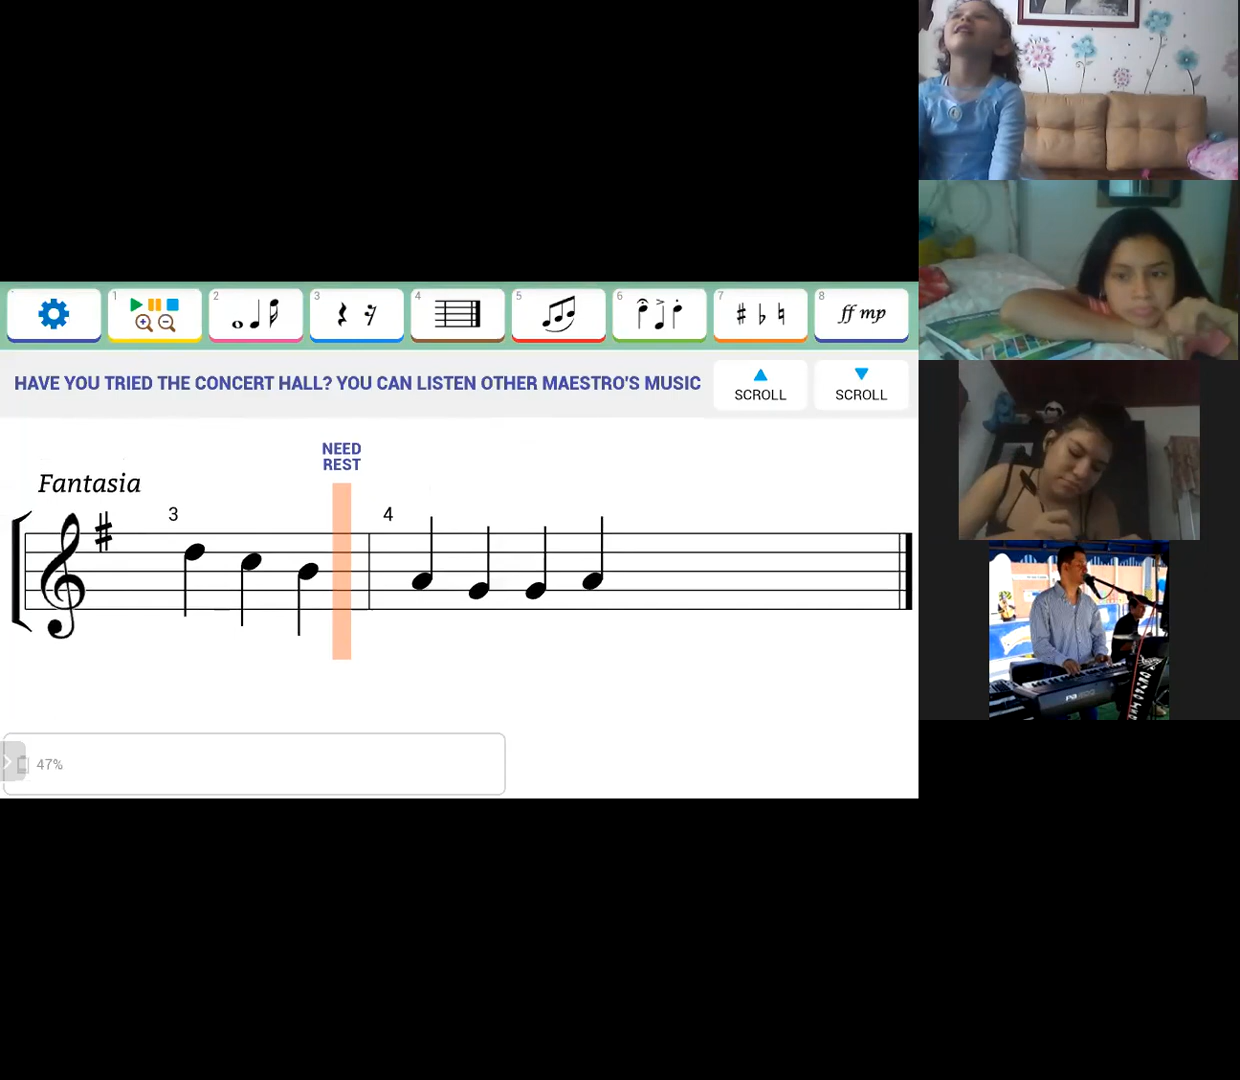 1
2
3
4
5
6
7
8
ff mp
HAVE YOU TRIED THE CONCERT HALL? YOU CAN LISTEN OTHER MAESTRO'S MUSIC
SCROLL
SCROLL
NEED
REST
Fantasia
3
4
47%